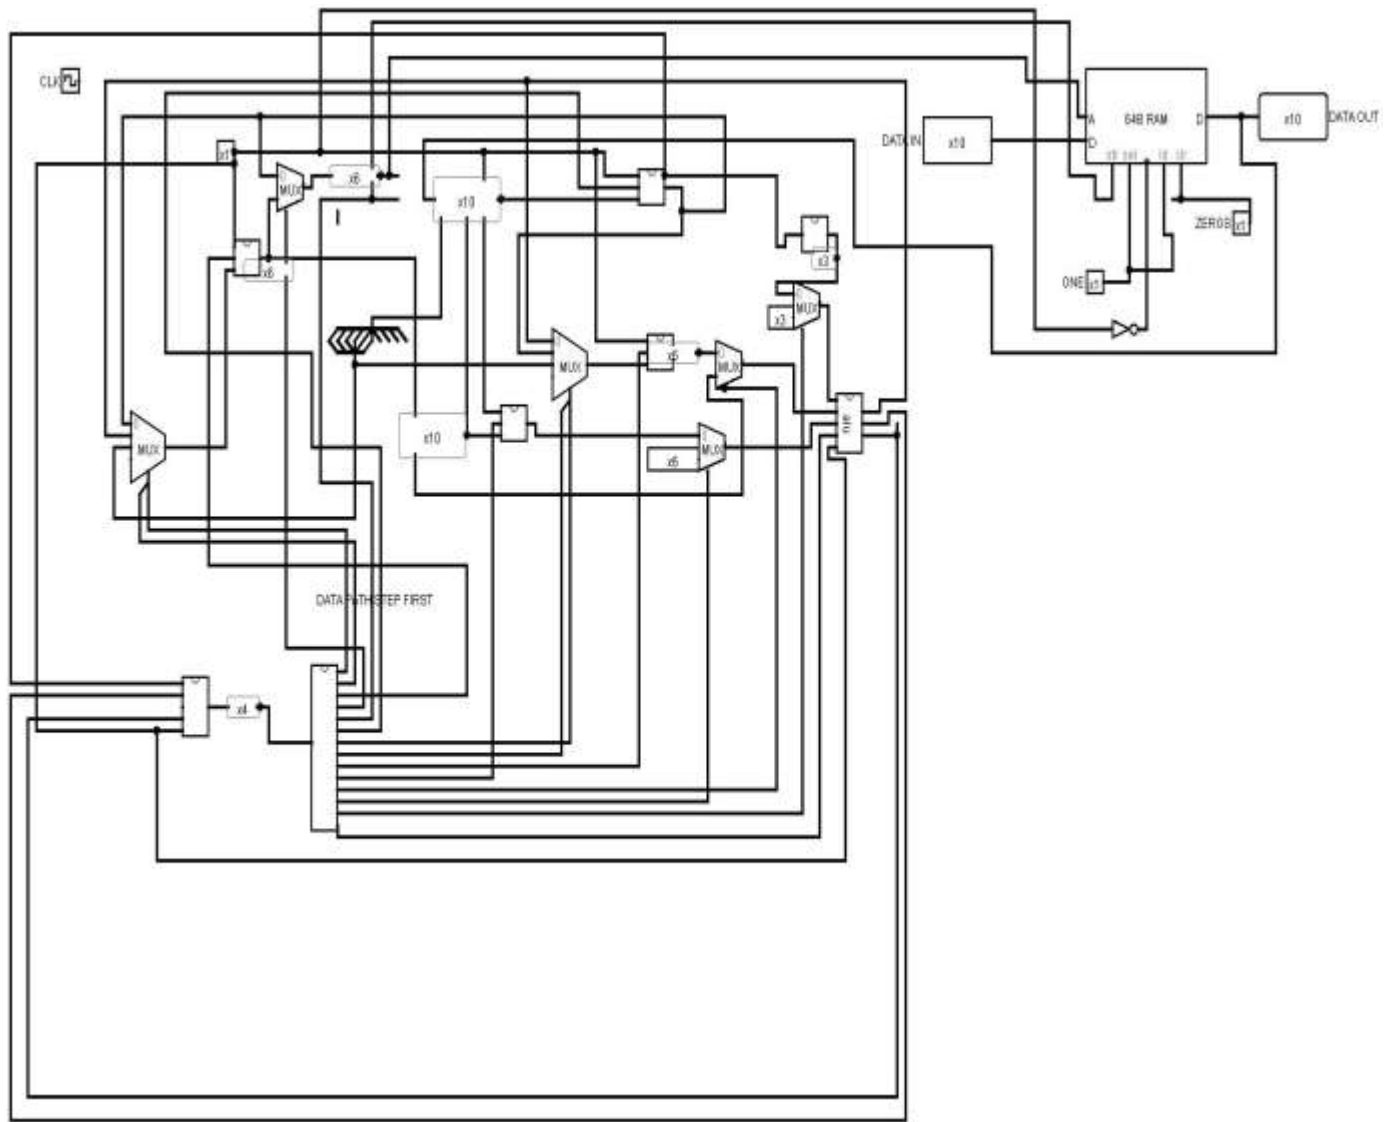 CLK
64B RAM
A
D
D
DATA IN
x10
x10
DATA OUT
x1
MUX
x6
x10
ZEROS
x1
x6
x3
ONE
x1
x3
MUX
MUX
x5
MUX
x10
MUX
MUX
x6
DATA PATH STEP FIRST
x4